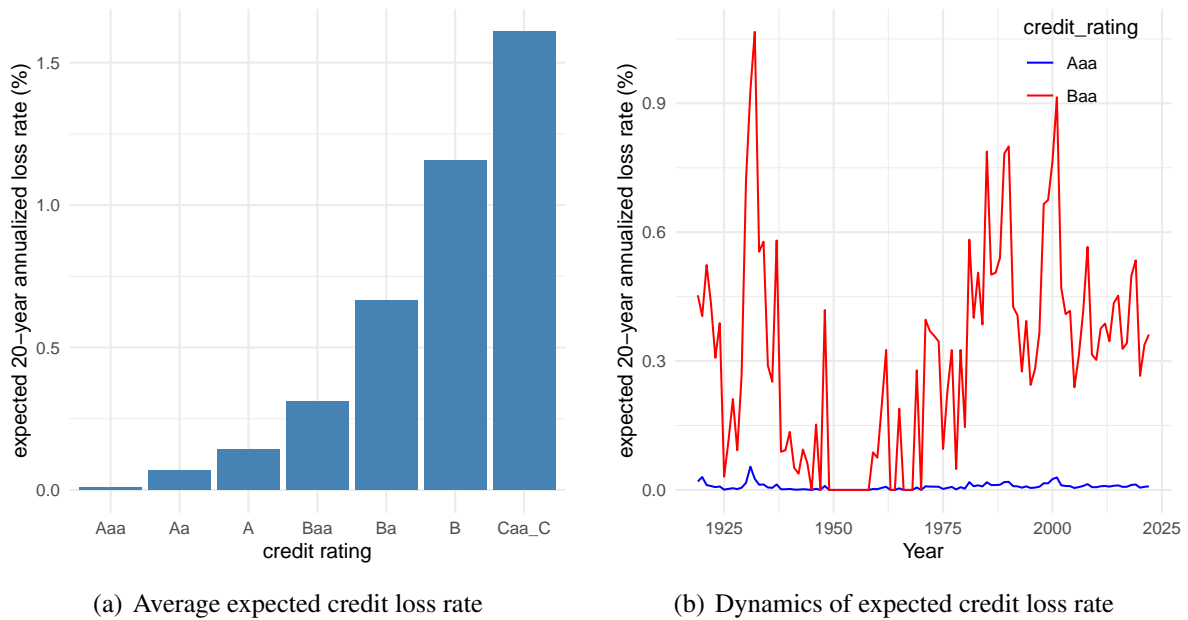 expected 20−year annualized loss rate (%)
1.5
1.0
0.5
0.0
Aaa Aa A Baa Ba B Caa_C
credit rating
(a) Average expected credit loss rate
expected 20−year annualized loss rate (%)
0.9
0.6
0.3
0.0
1925 1950 1975 2000 2025
Year
credit_rating
Aaa
Baa
(b) Dynamics of expected credit loss rate